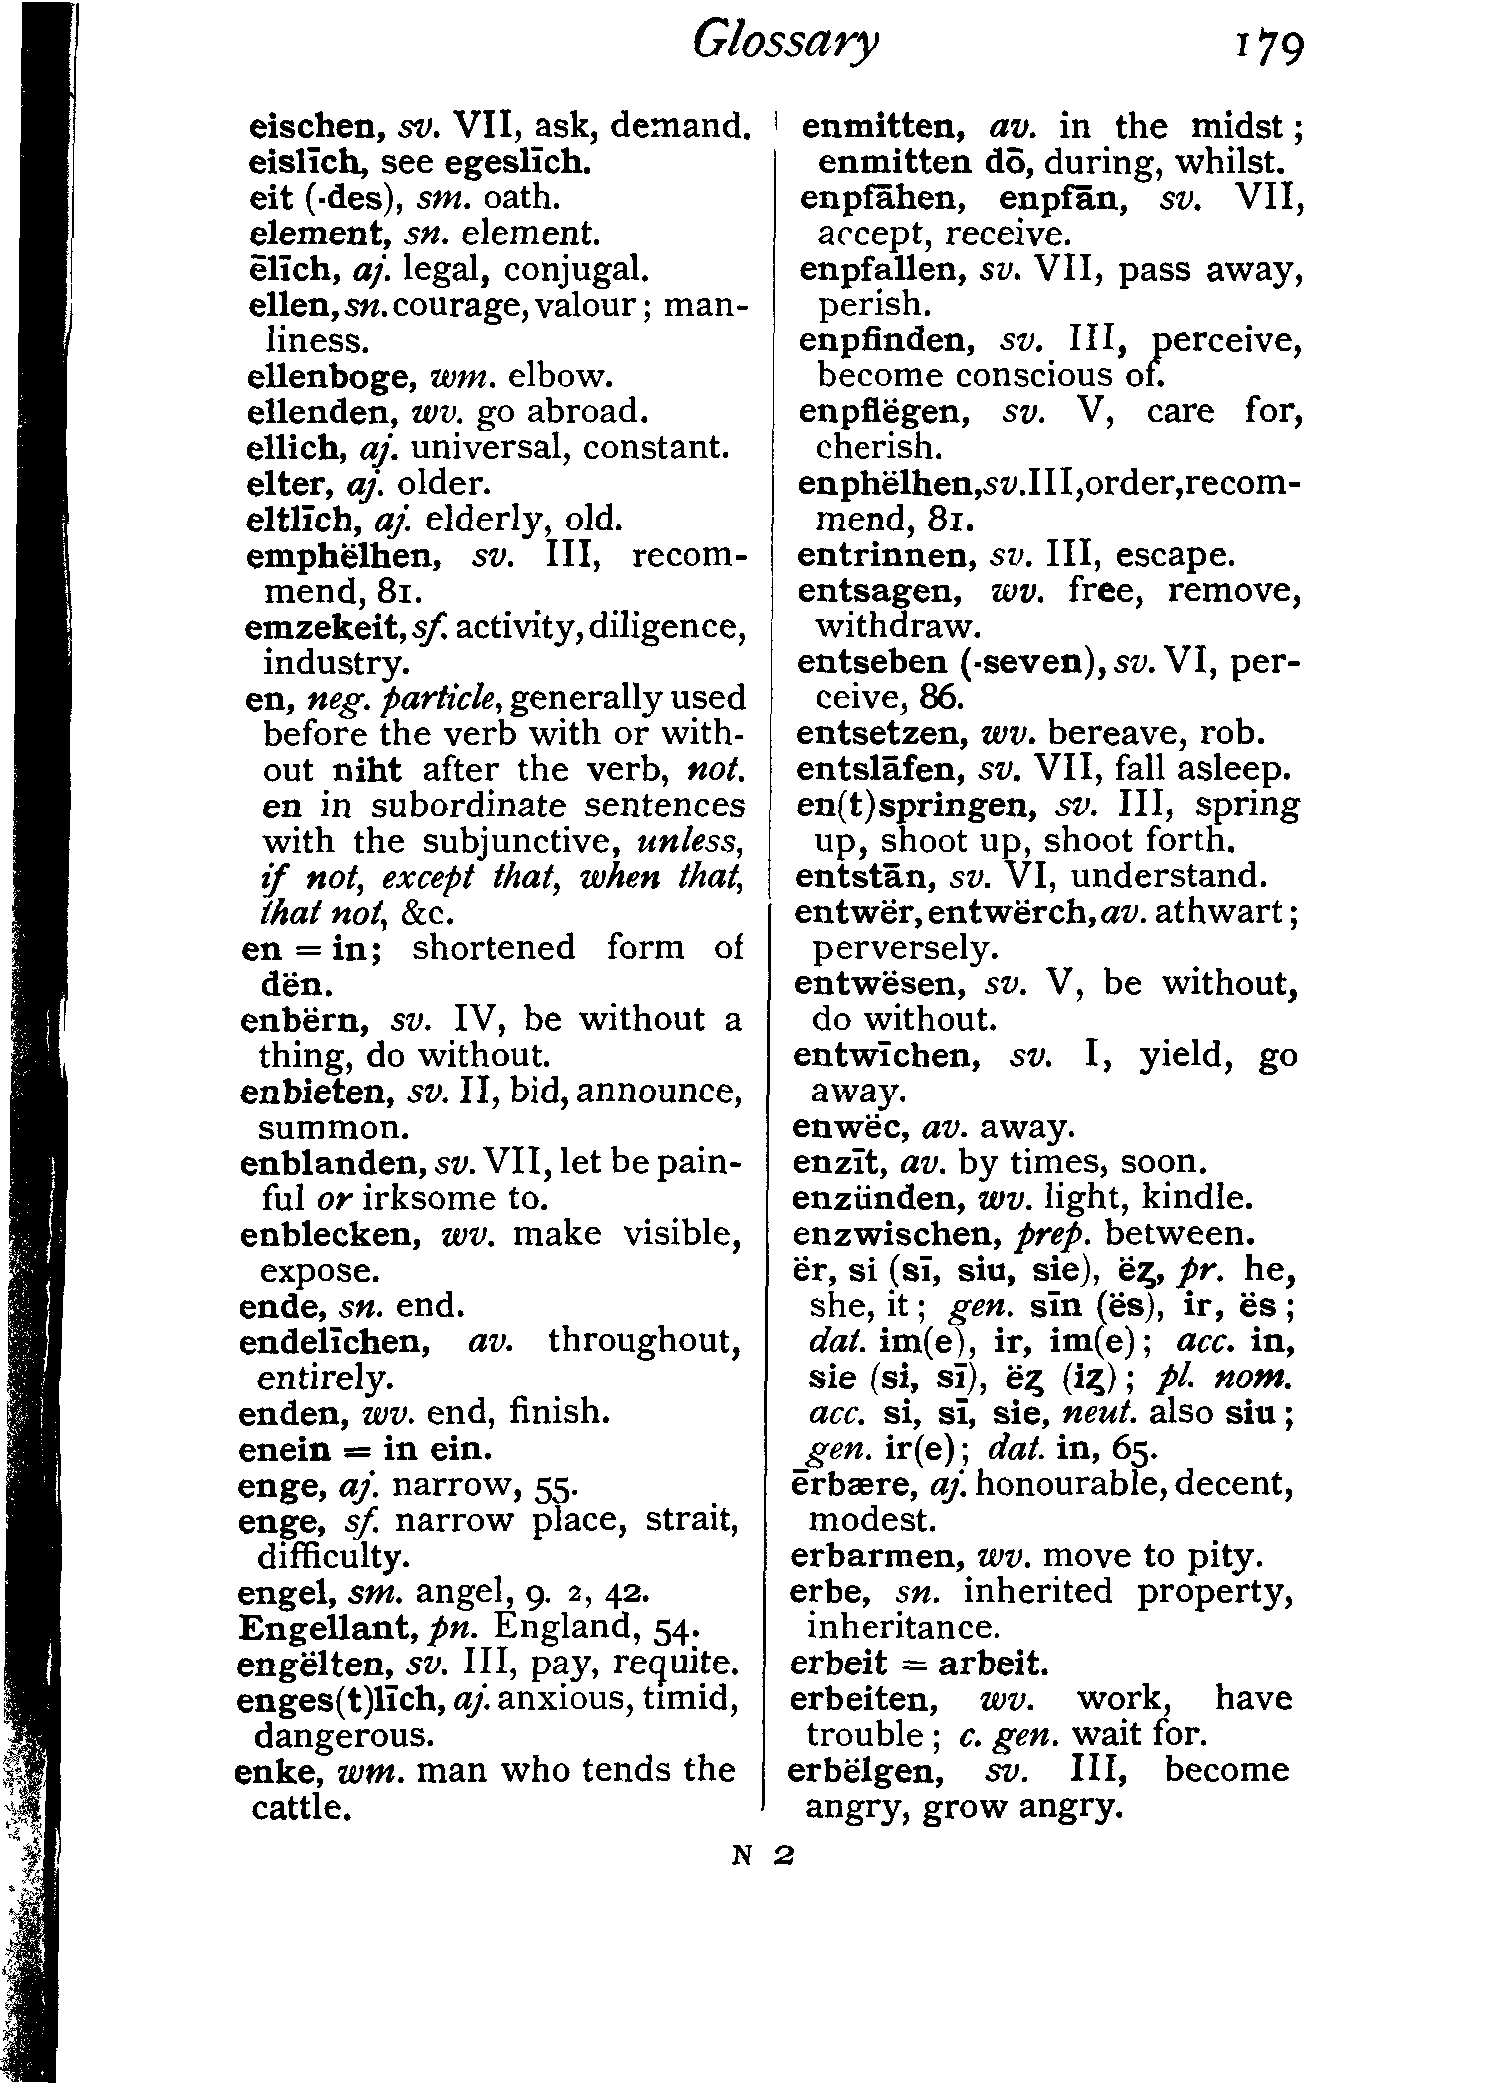 Glossary 179
eischen, sv. VII, ask, demand.
eislīch, see egeslīch.
eit (-des), sm. oath.
element, sn. element.
ēlīch, aj. legal, conjugal.
ellen, sn. courage, valour; man-
liness.
ellenboge, wm. elbow.
ellenden, wv. go abroad.
ellich, aj. universal, constant.
elter, aj. older.
eltlīch, aj. elderly, old.
emphëlhen, sv. III, recom-
mend, 81.
emzekeit, sf. activity, diligence,
industry.
en, neg. particle, generally used
before the verb with or with-
out niht after the verb, not.
en in subordinate sentences
with the subjunctive, unless,
if not, except that, when that,
that not, &c.
en = in; shortened form of
dën.
enbërn, sv. IV, be without a
thing, do without.
enbieten, sv. II, bid, announce,
summon.
enblanden, sv. VII, let be pain-
ful or irksome to.
enblecken, wv. make visible,
expose.
ende, sn. end.
endelīchen, av. throughout,
entirely.
enden, wv. end, finish.
enein = in ein.
enge, aj. narrow, 55.
enge, sf. narrow place, strait,
difficulty.
engel, sm. angel, 9. 2, 42.
Engellant, pn. England, 54.
engëlten, sv. III, pay, requite.
enges(t)līch, aj. anxious, timid,
dangerous.
enke, wm. man who tends the
cattle.
enmitten, av. in the midst;
enmitten dō, during, whilst.
enpfāhen, enpfān, sv. VII,
accept, receive.
enpfallen, sv. VII, pass away,
perish.
enpfinden, sv. III, perceive,
become conscious of.
enpflëgen, sv. V, care for,
cherish.
enphëlhen, sv. III, order, recom-
mend, 81.
entrinnen, sv. III, escape.
entsagen, wv. free, remove,
withdraw.
entseben (-seven), sv. VI, per-
ceive, 86.
entsetzen, wv. bereave, rob.
entslāfen, sv. VII, fall asleep.
en(t)springen, sv. III, spring
up, shoot up, shoot forth.
entstān, sv. VI, understand.
entwër, entwërch, av. athwart;
perversely.
entwësen, sv. V, be without,
do without.
entwīchen, sv. I, yield, go
away.
enwëc, av. away.
enzīt, av. by times, soon.
enzünden, wv. light, kindle.
enzwischen, prep. between.
ër, si (sī, siu, sie), ëȥ, pr. he,
she, it; gen. sīn (ës), ir, ës;
dat. im(e), ir, im(e); acc. in,
sie (si, sī), ëȥ (iȥ); pl. nom.
acc. si, sī, sie, neut. also siu;
gen. ir(e); dat. in, 65.
ērbære, aj. honourable, decent,
modest.
erbarmen, wv. move to pity.
erbe, sn. inherited property,
inheritance.
erbeit = arbeit.
erbeiten, wv. work, have
trouble; c. gen. wait for.
erbëlgen, sv. III, become
angry, grow angry.
N 2